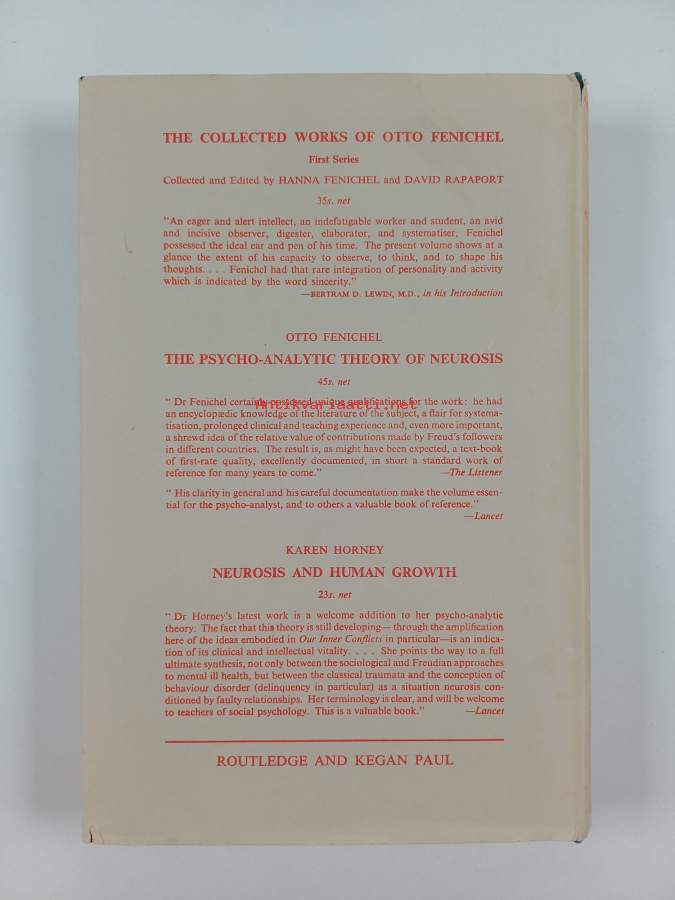 THE COLLECTED WORKS OF OTTO FENICHEL
First Series
Collected and Edited by HANNA FENICHEL and DAVID RAPAPORT
35s. net
"An eager and alert intellect, an indefatigable worker and student, an avid
and incisive observer, digester, elaborator, and systematiser, Fenichel
possessed the ideal ear and pen of his time. The present volume shows at a
glance the extent of his capacity to observe, to think, and to shape his
thoughts. . . . Fenichel had that rare integration of personality and activity
which is indicated by the word sincerity."
—BERTRAM D. LEWIN, M.D., in his Introduction
OTTO FENICHEL
THE PSYCHO-ANALYTIC THEORY OF NEUROSIS
45s. net
" Dr Fenichel certainly possessed unique qualifications for the work: he had
antikvariaatti.net
an encyclopædic knowledge of the literature of the subject, a flair for systema-
tisation, prolonged clinical and teaching experience and, even more important,
a shrewd idea of the relative value of contributions made by Freud's followers
in different countries. The result is, as might have been expected, a text-book
of first-rate quality, excellently documented, in short a standard work of
reference for many years to come." —The Listener
" His clarity in general and his careful documentation make the volume essen-
tial for the psycho-analyst, and to others a valuable book of reference."
—Lancet
KAREN HORNEY
NEUROSIS AND HUMAN GROWTH
23s. net
" Dr Horney's latest work is a welcome addition to her psycho-analytic
theory. The fact that this theory is still developing—through the amplification
here of the ideas embodied in Our Inner Conflicts in particular—is an indica-
tion of its clinical and intellectual vitality. . . . She points the way to a full
ultimate synthesis, not only between the sociological and Freudian approaches
to mental ill health, but between the classical traumata and the conception of
behaviour disorder (delinquency in particular) as a situation neurosis con-
ditioned by faulty relationships. Her terminology is clear, and will be welcome
to teachers of social psychology. This is a valuable book." —Lancet
ROUTLEDGE AND KEGAN PAUL